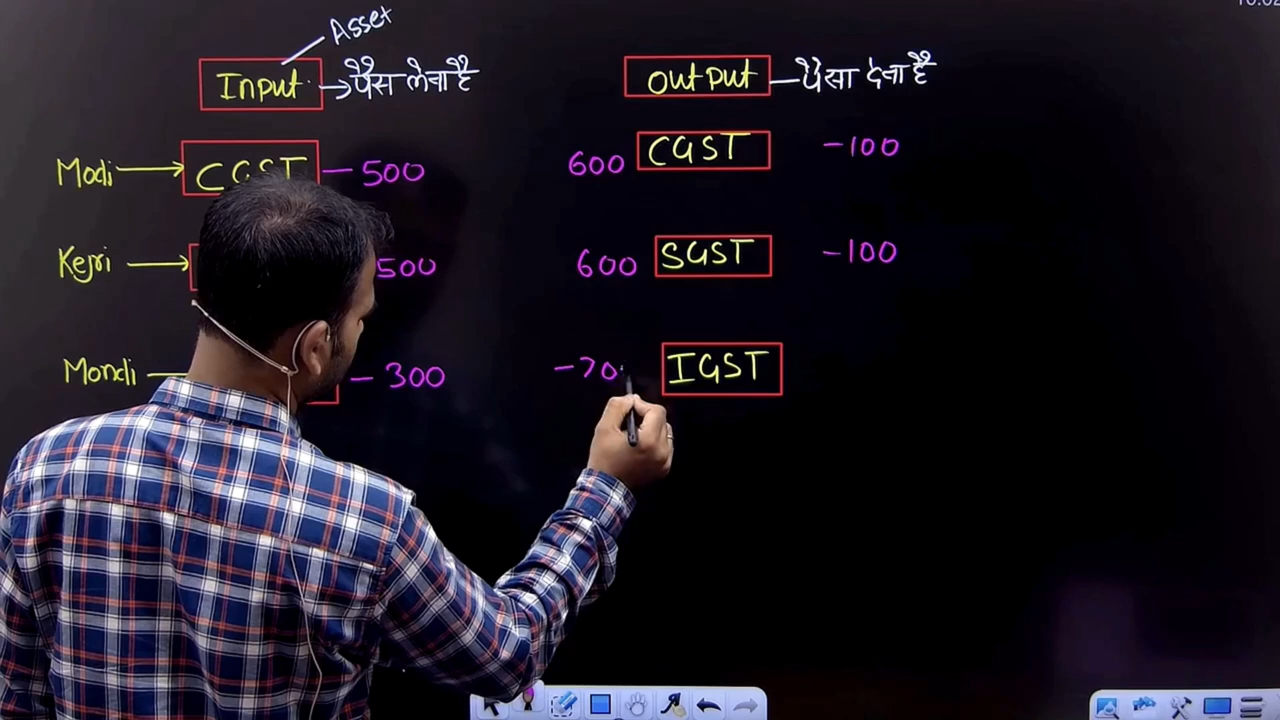 Asset
Input → पैसा लेना है
Output — पैसा देना है
Modi → CGST — 500
600 CGST - 100
Kejri → 500
600 SGST - 100
Mondi — 300
-70 IGST